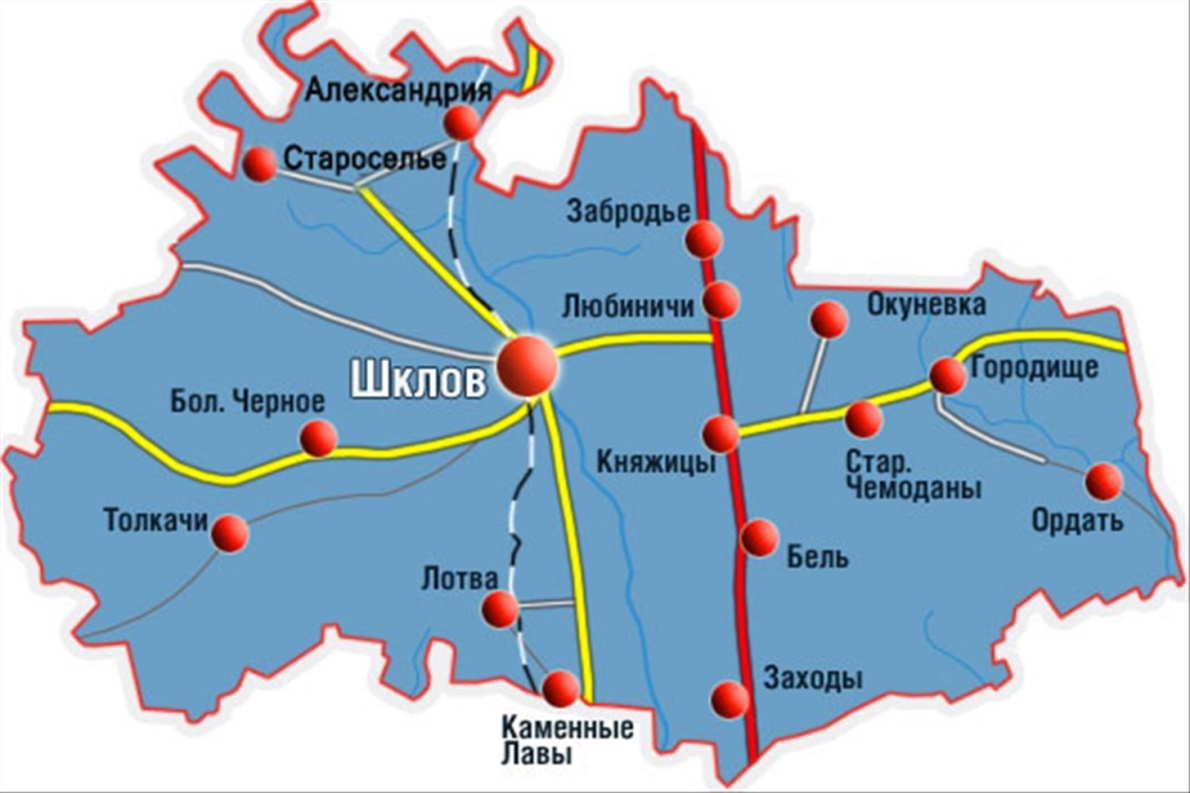 Александрия
Староселье
Забродье
Любиничи
Окуневка
Шклов
Городище
Бол. Черное
Княжицы
Стар.
Чемоданы
Толкачи
Ордать
Бель
Лотва
Заходы
Каменные
Лавы